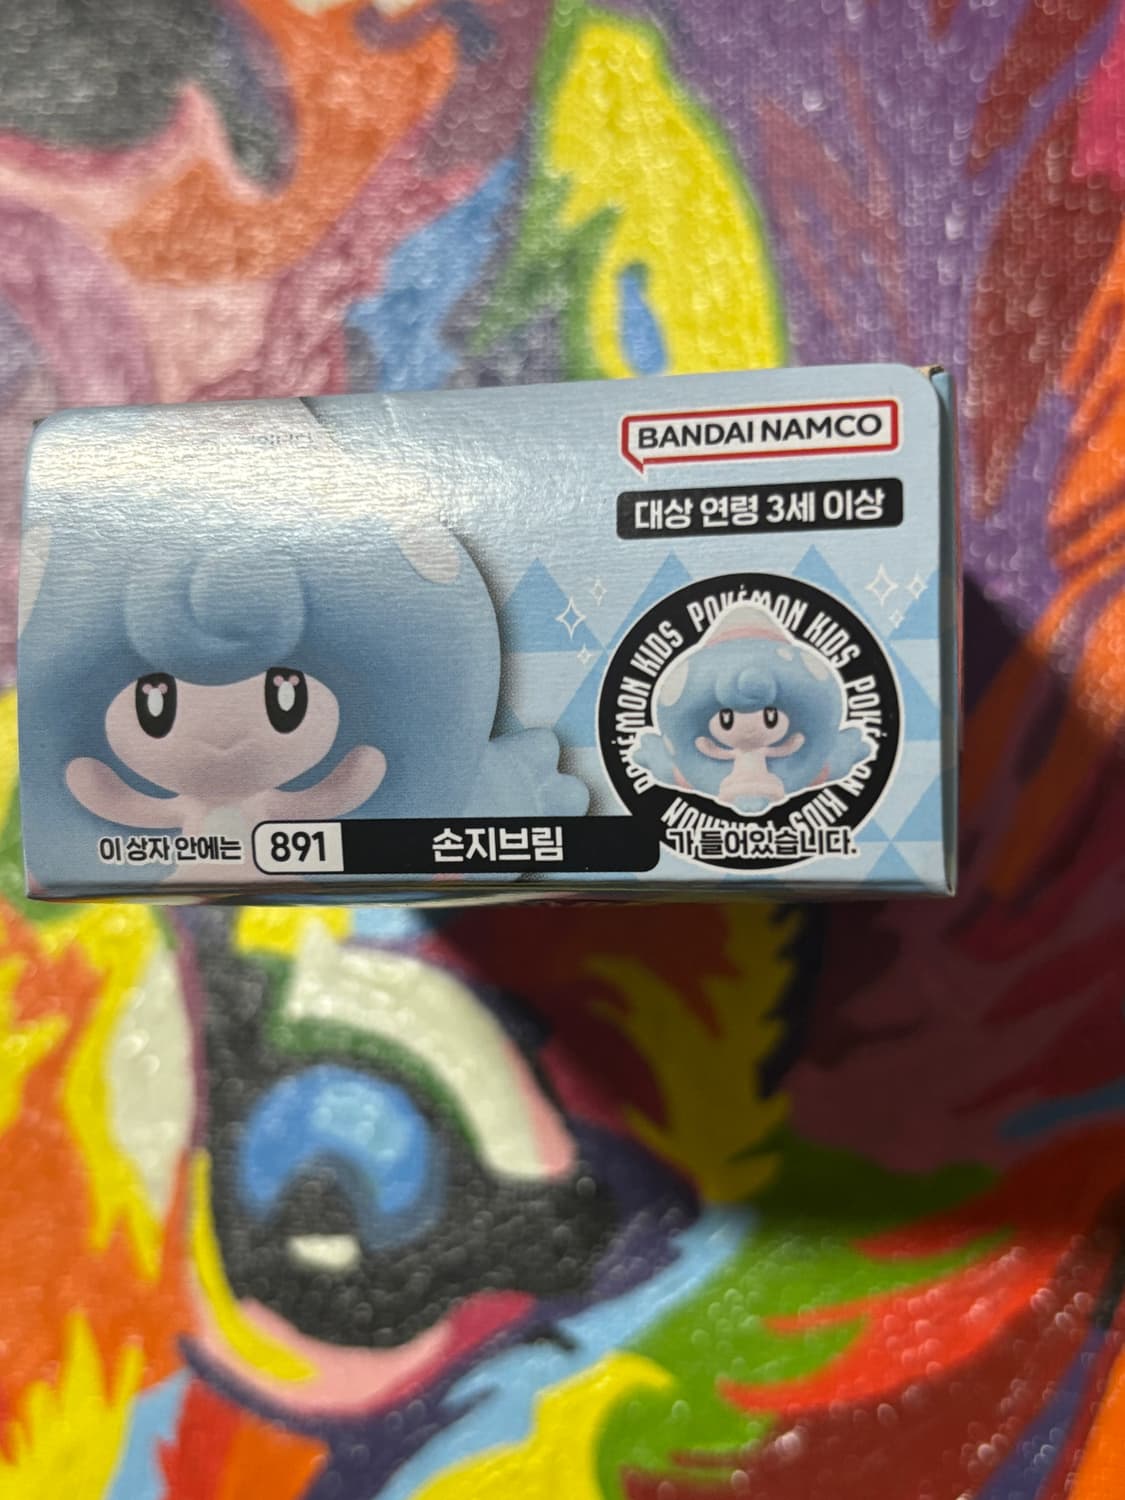 BANDAI NAMCO
대상 연령 3세 이상
POKÉMON KIDS POKÉMON KIDS POKÉMON KIDS
이 상자 안에는 891 손지브림 가 들어있습니다.